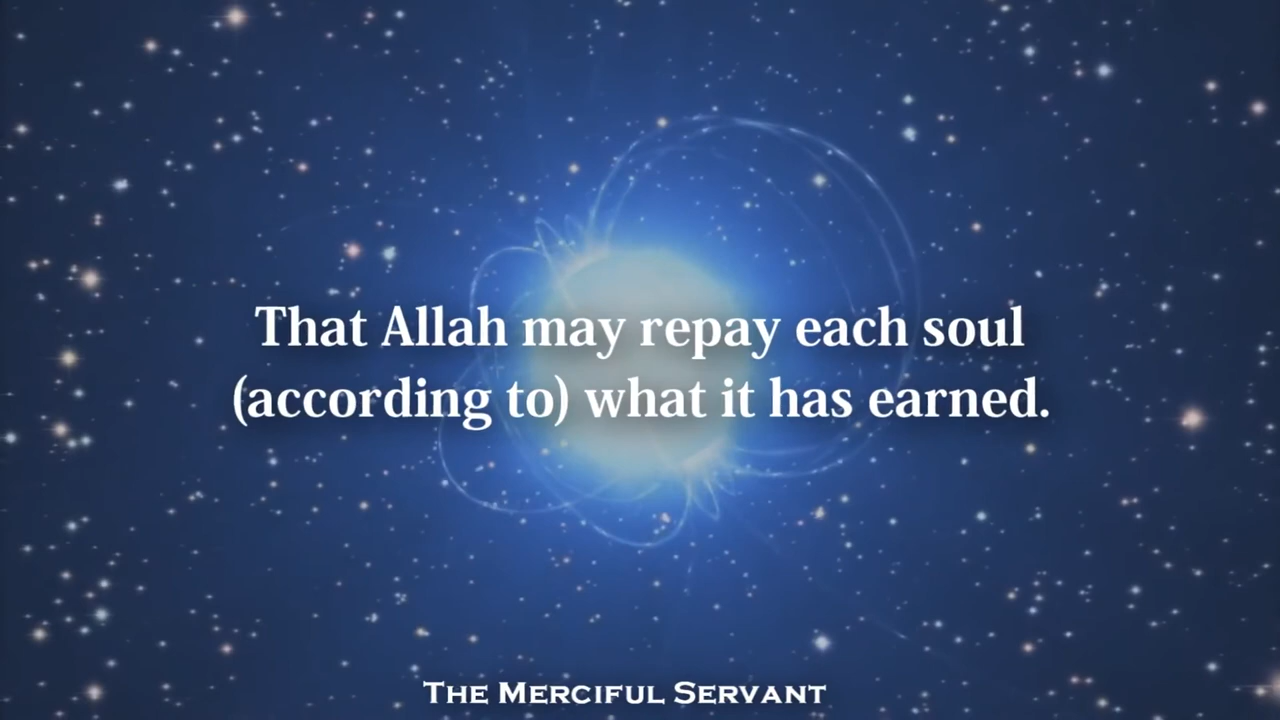 That Allah may repay each soul
(according to) what it has earned.
The Merciful Servant